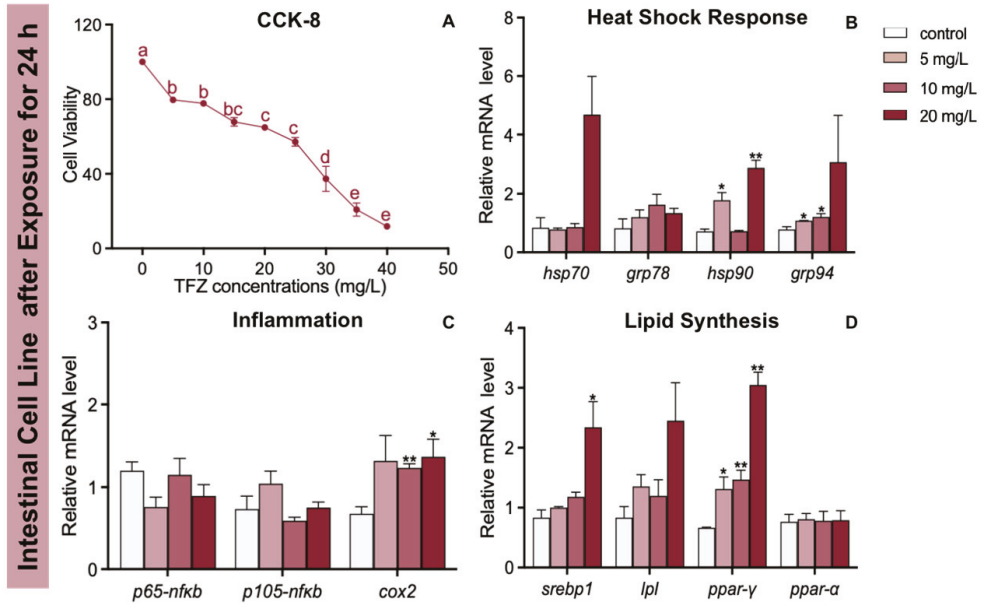 Intestinal Cell Line after Exposure for 24 h
CCK-8
A
Cell Viability
120
80
40
0
a
b
b
bc
c
c
d
e
e
0
10
20
30
40
50
TFZ concentrations (mg/L)
Heat Shock Response
B
Relative mRNA level
8
6
4
2
0
*
**
*
*
hsp70
grp78
hsp90
grp94
control
5 mg/L
10 mg/L
20 mg/L
Inflammation
C
Relative mRNA level
3
2
1
0
**
*
p65-nfκb
p105-nfκb
cox2
Lipid Synthesis
D
Relative mRNA level
4
3
2
1
0
*
*
**
**
srebp1
lpl
ppar-γ
ppar-α